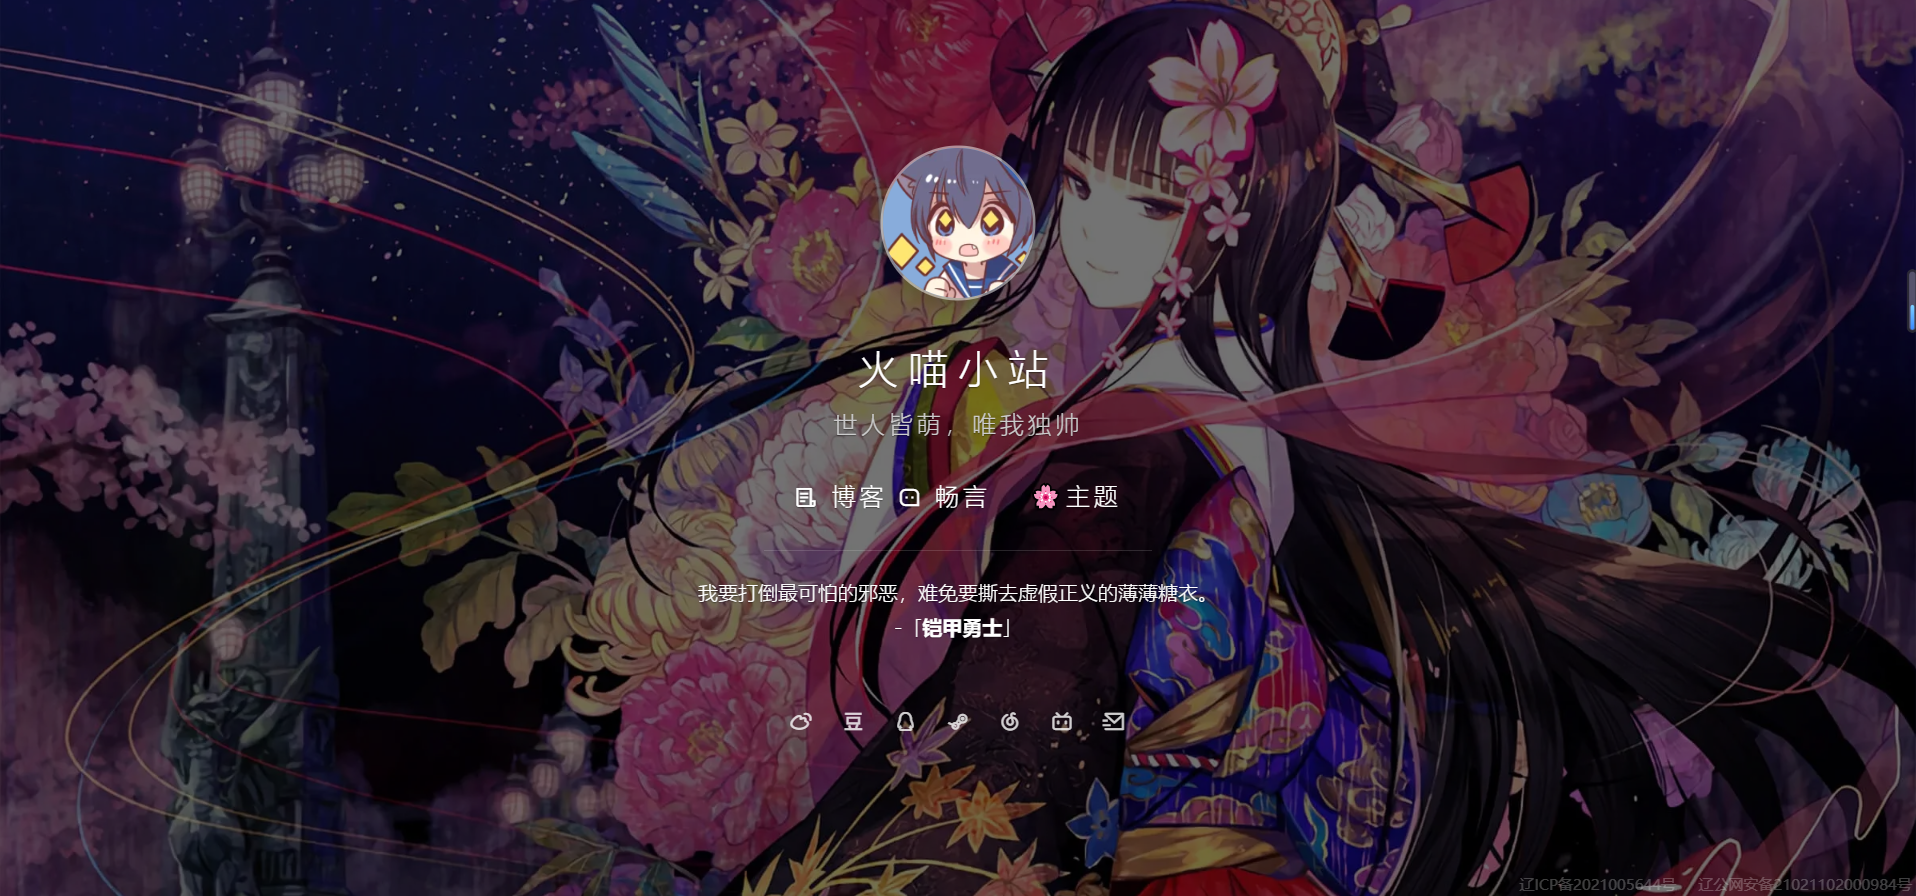 火喵小站
世人皆萌，唯我独帅
博客 畅言 主题
我要打倒最可怕的邪恶，难免要撕去虚假正义的薄薄糖衣。
-「铠甲勇士」
辽ICP备2021005644号 辽公网安备21021102000984号